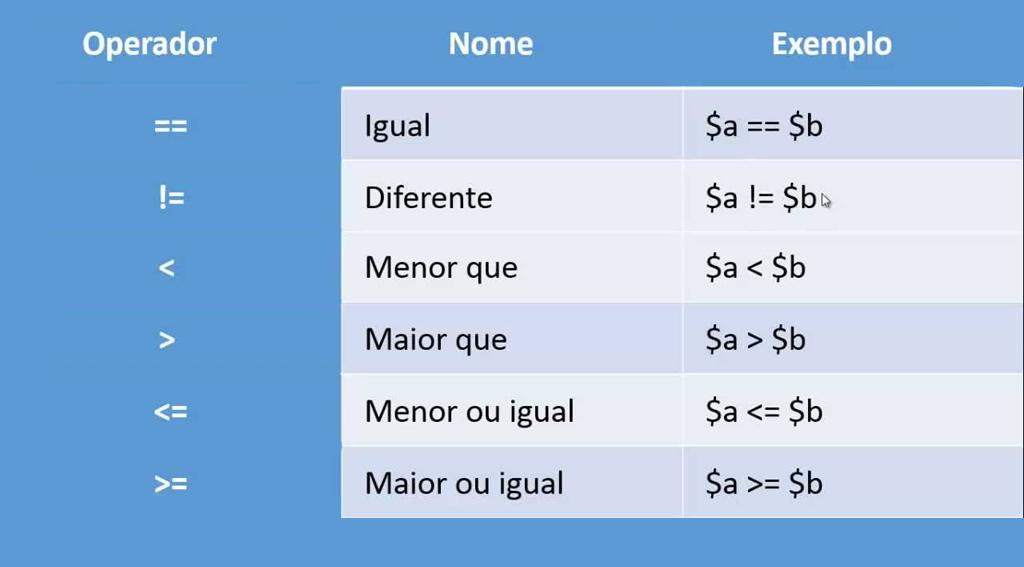 Operador Nome Exemplo
== Igual $a == $b
!= Diferente $a != $b
< Menor que $a < $b
> Maior que $a > $b
<= Menor ou igual $a <= $b
>= Maior ou igual $a >= $b